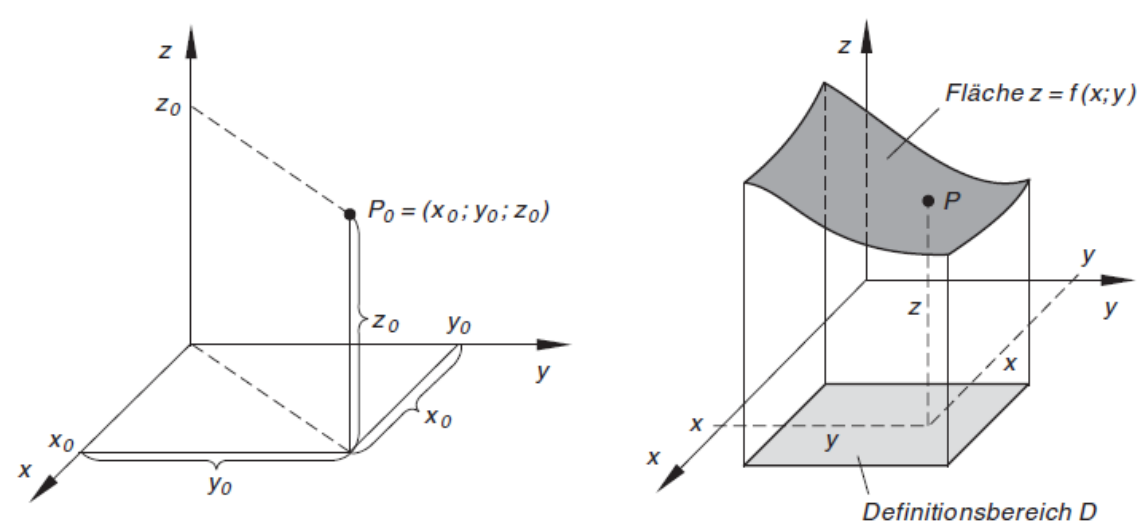 z
z0
P0 = (x0; y0; z0)
z0
y0
y
x0
x0
x
y0
z
Fläche z = f (x; y)
P
y
z
y
x
x
y
x
Definitionsbereich D